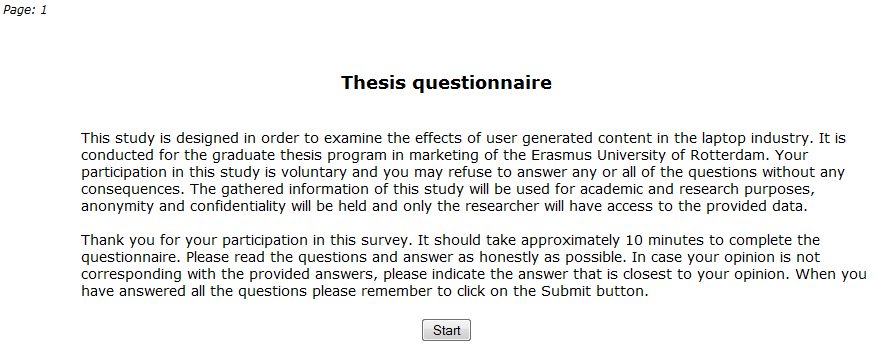 Page: 1
Thesis questionnaire
This study is designed in order to examine the effects of user generated content in the laptop industry. It is
conducted for the graduate thesis program in marketing of the Erasmus University of Rotterdam. Your
participation in this study is voluntary and you may refuse to answer any or all of the questions without any
consequences. The gathered information of this study will be used for academic and research purposes,
anonymity and confidentiality will be held and only the researcher will have access to the provided data.
Thank you for your participation in this survey. It should take approximately 10 minutes to complete the
questionnaire. Please read the questions and answer as honestly as possible. In case your opinion is not
corresponding with the provided answers, please indicate the answer that is closest to your opinion. When you
have answered all the questions please remember to click on the Submit button.
Start